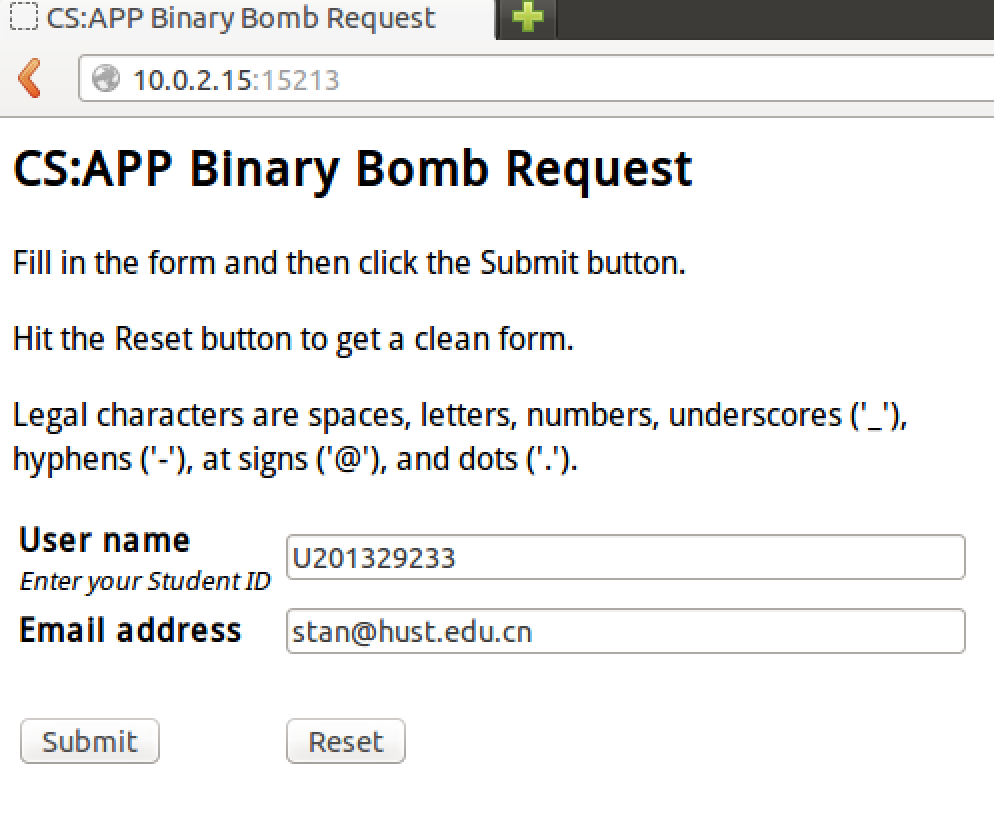 CS:APP Binary Bomb Request
10.0.2.15:15213
CS:APP Binary Bomb Request
Fill in the form and then click the Submit button.
Hit the Reset button to get a clean form.
Legal characters are spaces, letters, numbers, underscores ('_'),
hyphens ('-'), at signs ('@'), and dots ('.').
User name
Enter your Student ID
U201329233
Email address
stan@hust.edu.cn
Submit
Reset